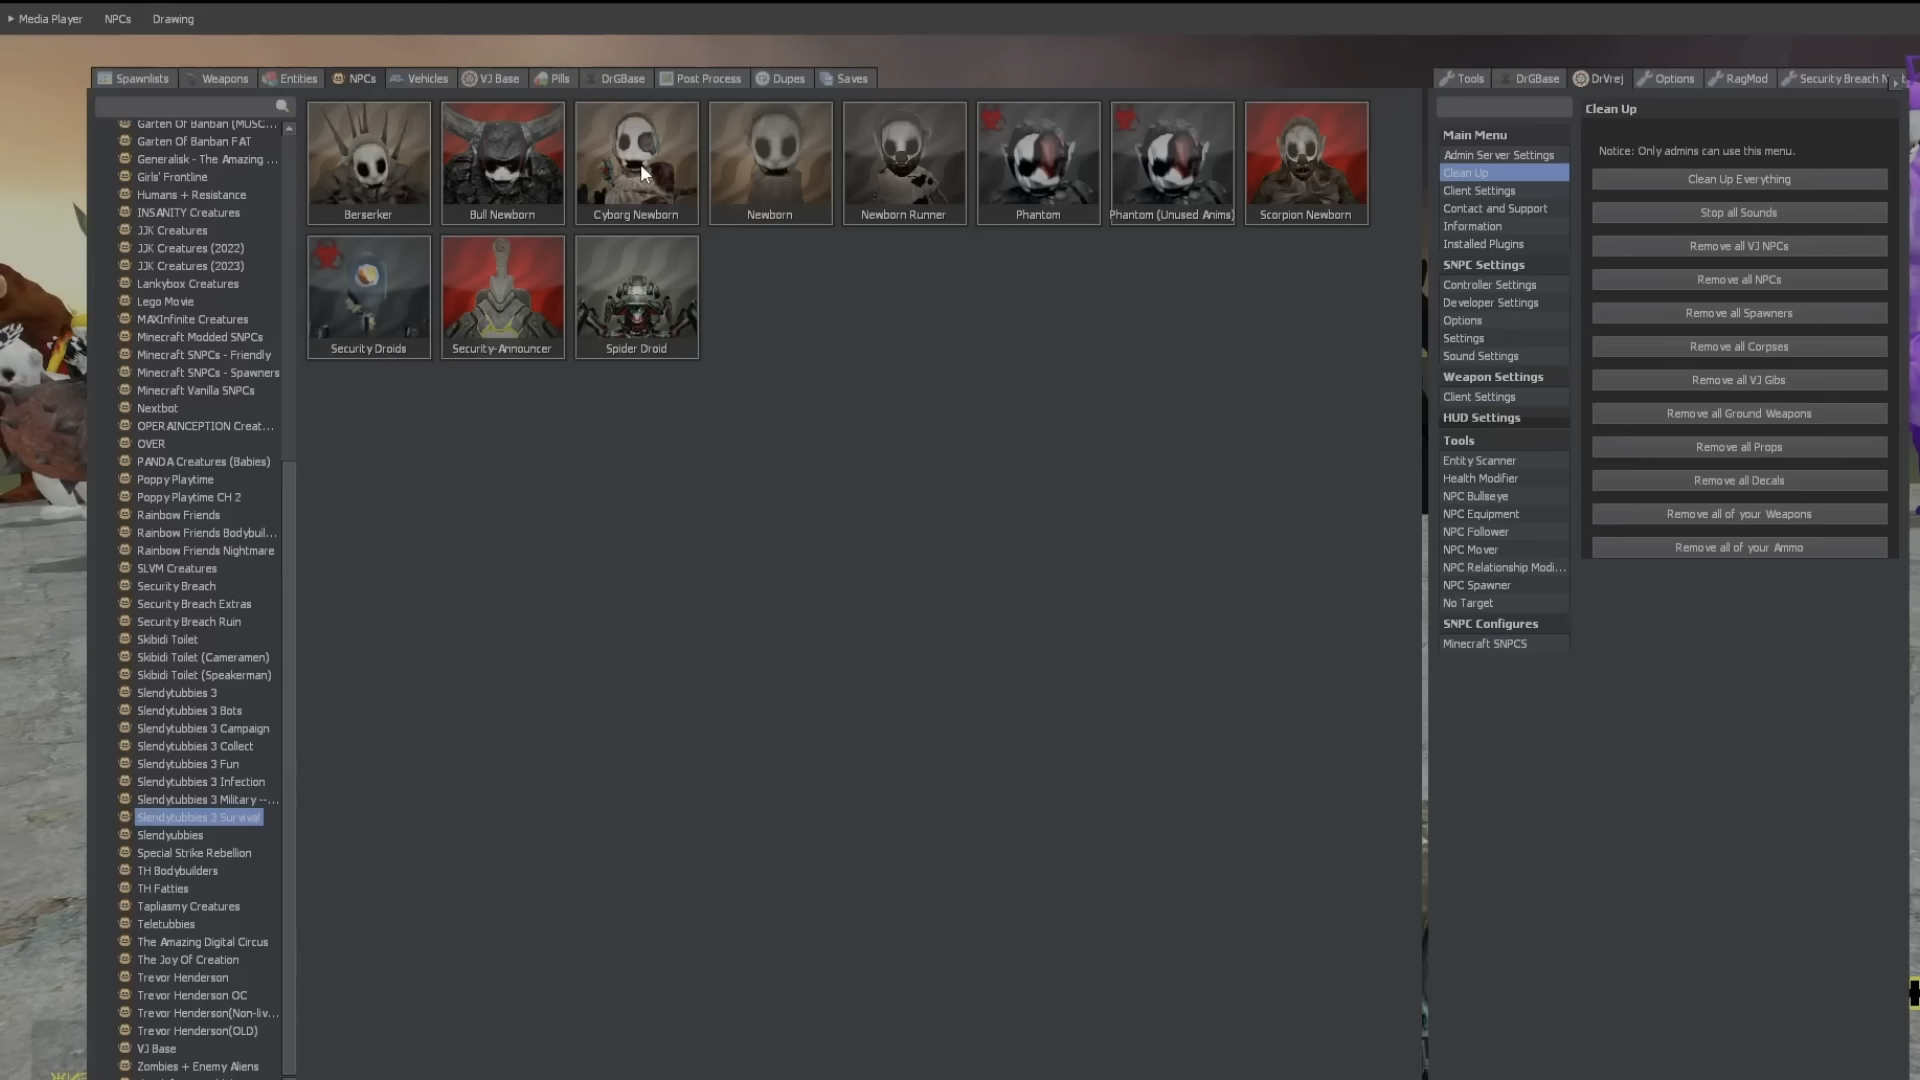 Media Player NPCs Drawing
Spawnlists Weapons Entities NPCs Vehicles VJ Base Pills DrGBase Post Process Dupes Saves
Garten Of Banban (MUSC...
Garten Of Banban FAT
Generalisk - The Amazing ...
Girls' Frontline
Humans + Resistance
INSANITY Creatures
JJK Creatures
JJK Creatures (2022)
JJK Creatures (2023)
Lankybox Creatures
Lego Movie
MAXInfinite Creatures
Minecraft Modded SNPCs
Minecraft SNPCs - Friendly
Minecraft SNPCs - Spawners
Minecraft Vanilla SNPCs
Nextbot
OPERAINCEPTION Creat...
OVER
PANDA Creatures (Babies)
Poppy Playtime
Poppy Playtime CH 2
Rainbow Friends
Rainbow Friends Bodybuil...
Rainbow Friends Nightmare
SLVM Creatures
Security Breach
Security Breach Extras
Security Breach Ruin
Skibidi Toilet
Skibidi Toilet (Cameramen)
Skibidi Toilet (Speakerman)
Slendytubbies 3
Slendytubbies 3 Bots
Slendytubbies 3 Campaign
Slendytubbies 3 Collect
Slendytubbies 3 Fun
Slendytubbies 3 Infection
Slendytubbies 3 Military --...
Slendytubbies 3 Survival
Slendyubbies
Special Strike Rebellion
TH Bodybuilders
TH Fatties
Tapliasmy Creatures
Teletubbies
The Amazing Digital Circus
The Joy Of Creation
Trevor Henderson
Trevor Henderson OC
Trevor Henderson(Non-liv...
Trevor Henderson(OLD)
VJ Base
Zombies + Enemy Aliens
Berserker
Bull Newborn
Cyborg Newborn
Newborn
Newborn Runner
Phantom
Phantom (Unused Anims)
Scorpion Newborn
Security Droids
Security-Announcer
Spider Droid
Tools DrGBase DrVrej Options RagMod Security Breach N
Main Menu
Admin Server Settings
Clean Up
Client Settings
Contact and Support
Information
Installed Plugins
SNPC Settings
Controller Settings
Developer Settings
Options
Settings
Sound Settings
Weapon Settings
Client Settings
HUD Settings
Tools
Entity Scanner
Health Modifier
NPC Bullseye
NPC Equipment
NPC Follower
NPC Mover
NPC Relationship Modi...
NPC Spawner
No Target
SNPC Configures
Minecraft SNPCS
Clean Up
Notice: Only admins can use this menu.
Clean Up Everything
Stop all Sounds
Remove all VJ NPCs
Remove all NPCs
Remove all Spawners
Remove all Corpses
Remove all VJ Gibs
Remove all Ground Weapons
Remove all Props
Remove all Decals
Remove all of your Weapons
Remove all of your Ammo